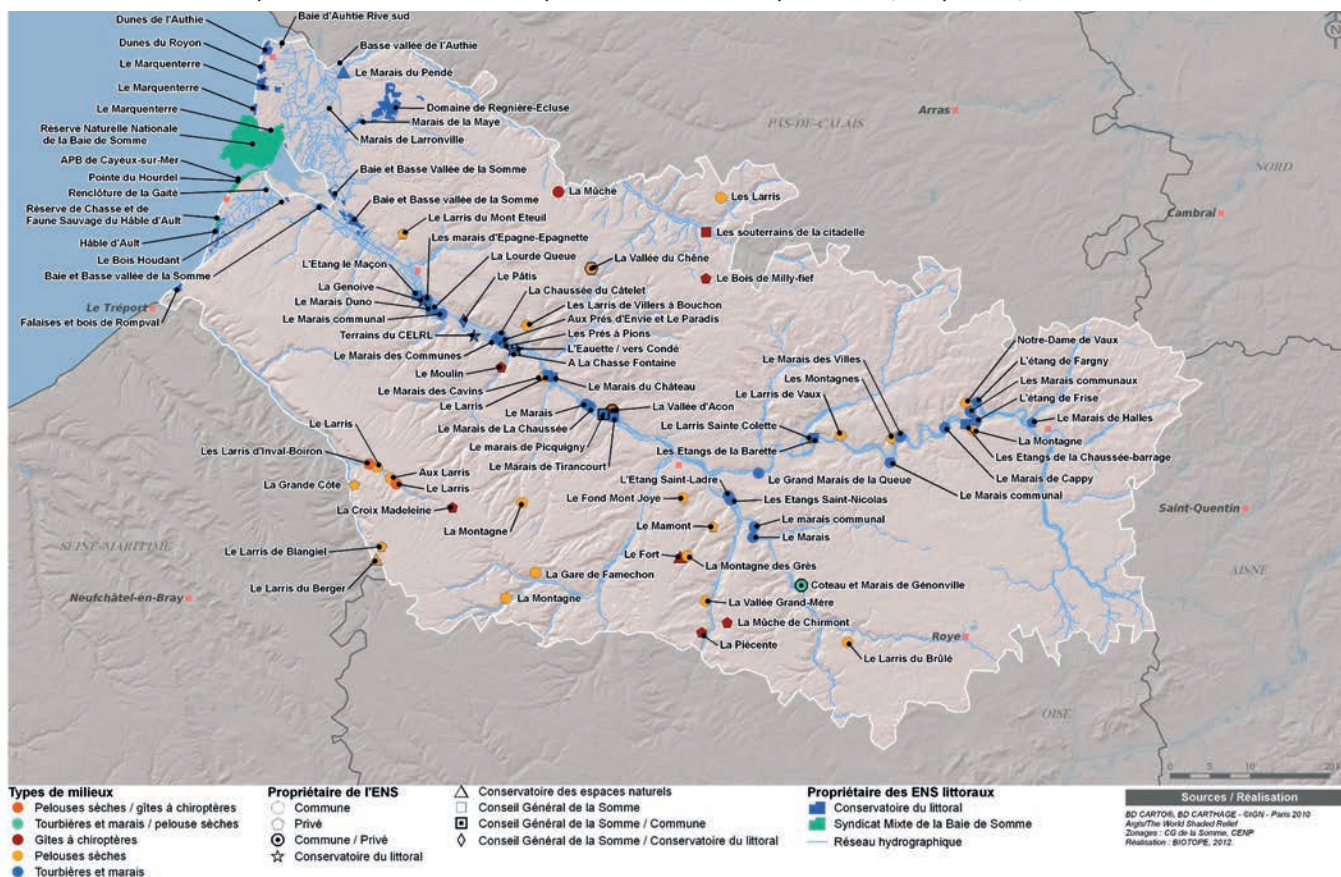 Dunes de l'Authie
Baie d'Auhtie Rive sud
Dunes du Royon
Basse vallée de l'Authie
Le Marquenterre
Le Marais du Pendé
Le Marquenterre
Domaine de Regnière-Ecluse
Le Marquenterre
Marais de la Maye
Arras
PAS-DE-CALAIS
NORD
Réserve Naturelle Nationale
de la Baie de Somme
Marais de Larronville
APB de Cayeux-sur-Mer
Pointe du Hourdel
Baie et Basse Vallée de la Somme
Renclôture de la Gaité
La Mûche
Les Larris
Cambrai
Réserve de Chasse et de
Faune Sauvage du Hâble d'Ault
Baie et Basse vallée de la Somme
Le Larris du Mont Eteuil
Les souterrains de la citadelle
Hâble d'Ault
Les marais d'Epagne-Epagnette
Le Bois Houdant
La Lourde Queue
La Vallée du Chêne
Baie et Basse vallée de la Somme
L'Etang le Maçon
Le Pâtis
Le Bois de Milly-fief
La Genoive
La Chaussée du Câtelet
Le Tréport
Le Marais Duno
Les Larris de Villers à Bouchon
Falaises et bois de Rompval
Le Marais communal
Aux Prés d'Envie et Le Paradis
Terrains du CELRL
Les Prés à Pions
Notre-Dame de Vaux
Le Marais des Communes
L'Eauette / vers Condé
Le Marais des Villes
L'étang de Fargny
A La Chasse Fontaine
Le Moulin
Les Montagnes
Les Marais communaux
Le Marais des Cavins
Le Marais du Château
Le Larris de Vaux
L'étang de Frise
Le Larris
La Vallée d'Acon
Le Marais
Le Marais de Halles
Le Larris
Le Marais de La Chaussée
Le Larris Sainte Colette
La Montagne
Les Larris d'Inval-Boiron
Le marais de Picquigny
Les Etangs de la Barette
Les Etangs de la Chaussée-barrage
Aux Larris
Le Marais de Tirancourt
Le Marais de Cappy
La Grande Côte
Le Larris
L'Etang Saint-Ladre
Le Grand Marais de la Queue
Le Marais communal
La Croix Madeleine
Le Fond Mont Joye
Les Etangs Saint-Nicolas
Saint-Quentin
La Montagne
Le Mamont
Le marais communal
SEINE-MARITIME
Le Marais
Le Larris de Blangiel
Le Fort
La Montagne des Grès
AISNE
Le Larris du Berger
La Gare de Famechon
Coteau et Marais de Génonville
Neufchâtel-en-Bray
La Montagne
La Vallée Grand-Mère
La Mûche de Chirmont
Roye
La Piécente
Le Larris du Brûlé
OISE
N
0 5 10 20
Types de milieux
Pelouses sèches / gîtes à chiroptères
Tourbières et marais / pelouse sèches
Gîtes à chiroptères
Pelouses sèches
Tourbières et marais
Propriétaire de l'ENS
Commune
Privé
Commune / Privé
Conservatoire du littoral
Conservatoire des espaces naturels
Conseil Général de la Somme
Conseil Général de la Somme / Commune
Conseil Général de la Somme / Conservatoire du littoral
Propriétaire des ENS littoraux
Conservatoire du littoral
Syndicat Mixte de la Baie de Somme
Réseau hydrographique
Sources / Réalisation
BD CARTO®, BD CARTHAGE - ©IGN - Paris 2010
Argis/The World Shaded Relief
Zonages : CG de la Somme, CENP
Réalisation : BIOTOPE, 2012.